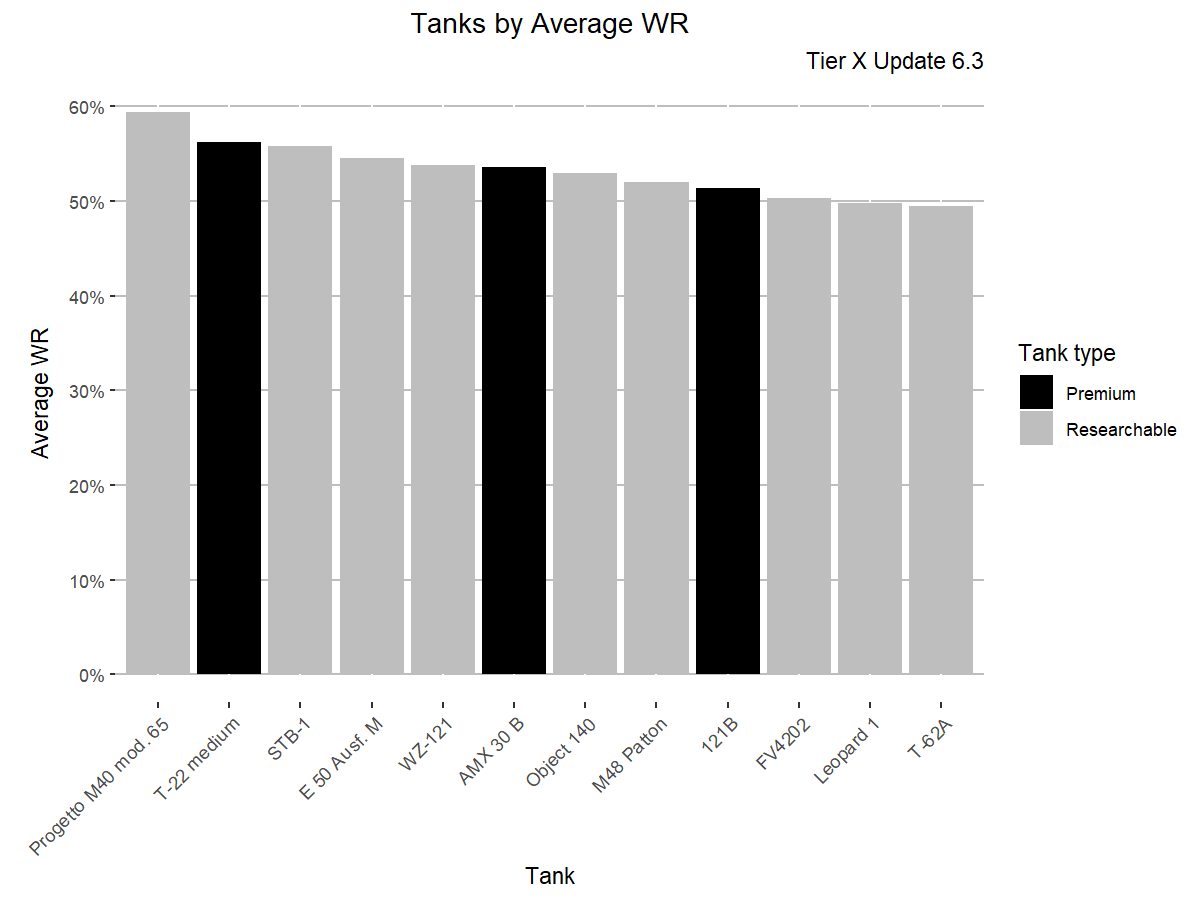 Tanks by Average WR
Tier X Update 6.3
60%
50%
40%
30%
20%
10%
0%
Average WR
Progetto M40 mod. 65
T-22 medium
STB-1
E 50 Ausf. M
WZ-121
AMX 30 B
Object 140
M48 Patton
121B
FV4202
Leopard 1
T-62A
Tank
Tank type
Premium
Researchable